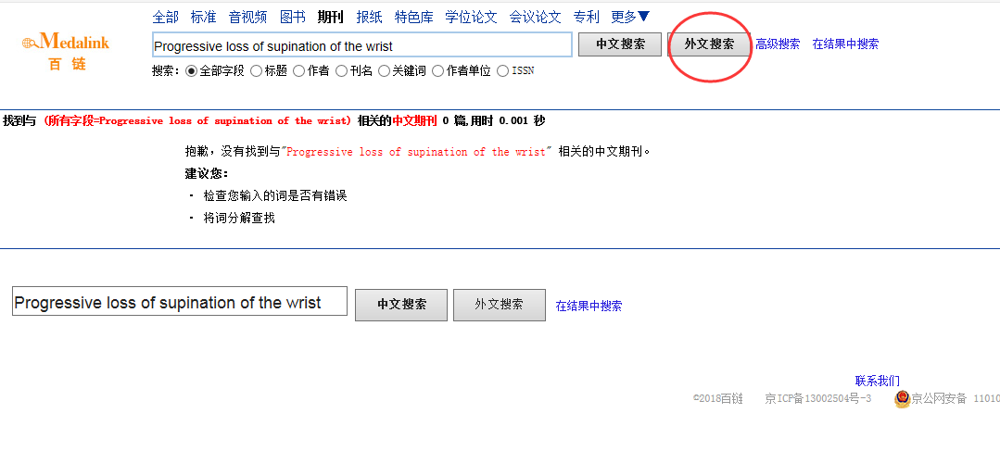 全部 标准 音视频 图书 期刊 报纸 特色库 学位论文 会议论文 专利 更多▼
Medalink
百 链
Progressive loss of supination of the wrist 中文搜索 外文搜索 高级搜索 在结果中搜索
搜索: 全部字段 标题 作者 刊名 关键词 作者单位 ISSN
找到与 (所有字段=Progressive loss of supination of the wrist) 相关的中文期刊 0 篇,用时 0.001 秒
抱歉，没有找到与"Progressive loss of supination of the wrist" 相关的中文期刊。
建议您:
· 检查您输入的词是否有错误
· 将词分解查找
Progressive loss of supination of the wrist 中文搜索 外文搜索 在结果中搜索
联系我们
©2018百链 京ICP备13002504号-3 京公网安备 11010